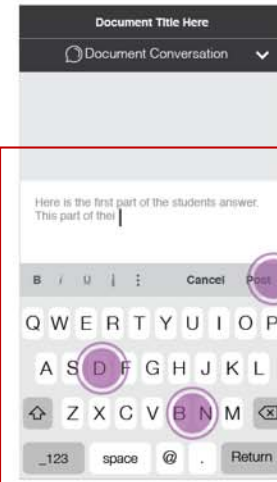 Document Title Here
Document Conversation
Here is the first part of the students answer.
This part of thei
B i U Cancel Post
Q W E R T Y U I O P
A S D F G H J K L
Z X C V B N M
_123 space @ . Return